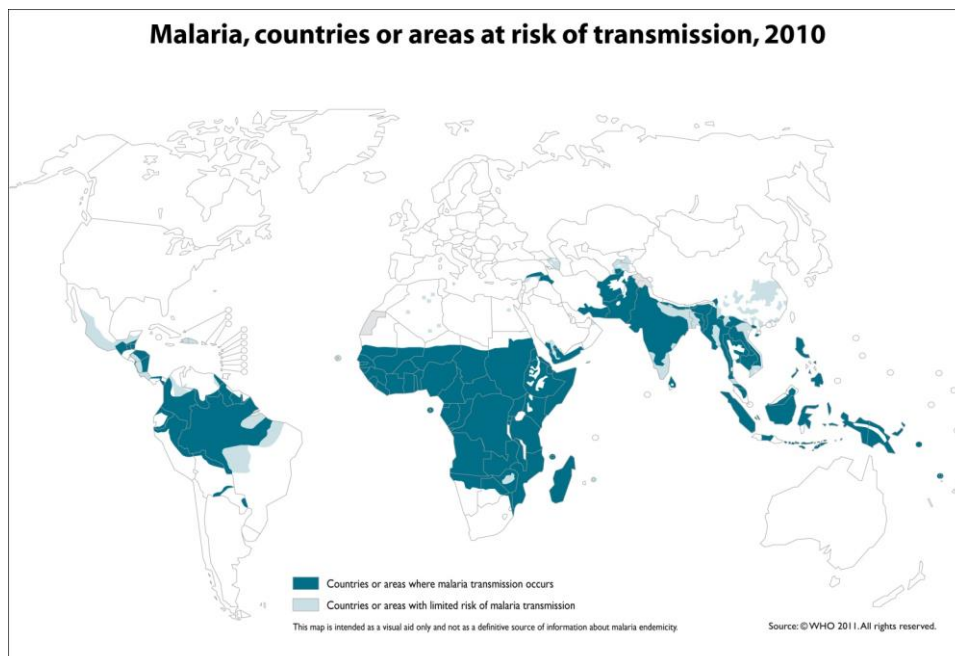 Malaria, countries or areas at risk of transmission, 2010
Countries or areas where malaria transmission occurs
Countries or areas with limited risk of malaria transmission
This map is intended as a visual aid only and not as a definitive source of information about malaria endemicity.
Source: © WHO 2011. All rights reserved.